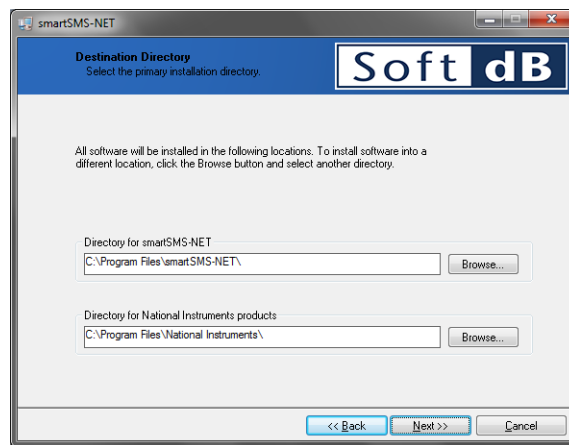 smartSMS-NET
Destination Directory
Select the primary installation directory.
Soft dB
All software will be installed in the following locations. To install software into a
different location, click the Browse button and select another directory.
Directory for smartSMS-NET
C:\Program Files\smartSMS-NET\
Browse...
Directory for National Instruments products
C:\Program Files\National Instruments\
Browse...
<< Back
Next >>
Cancel